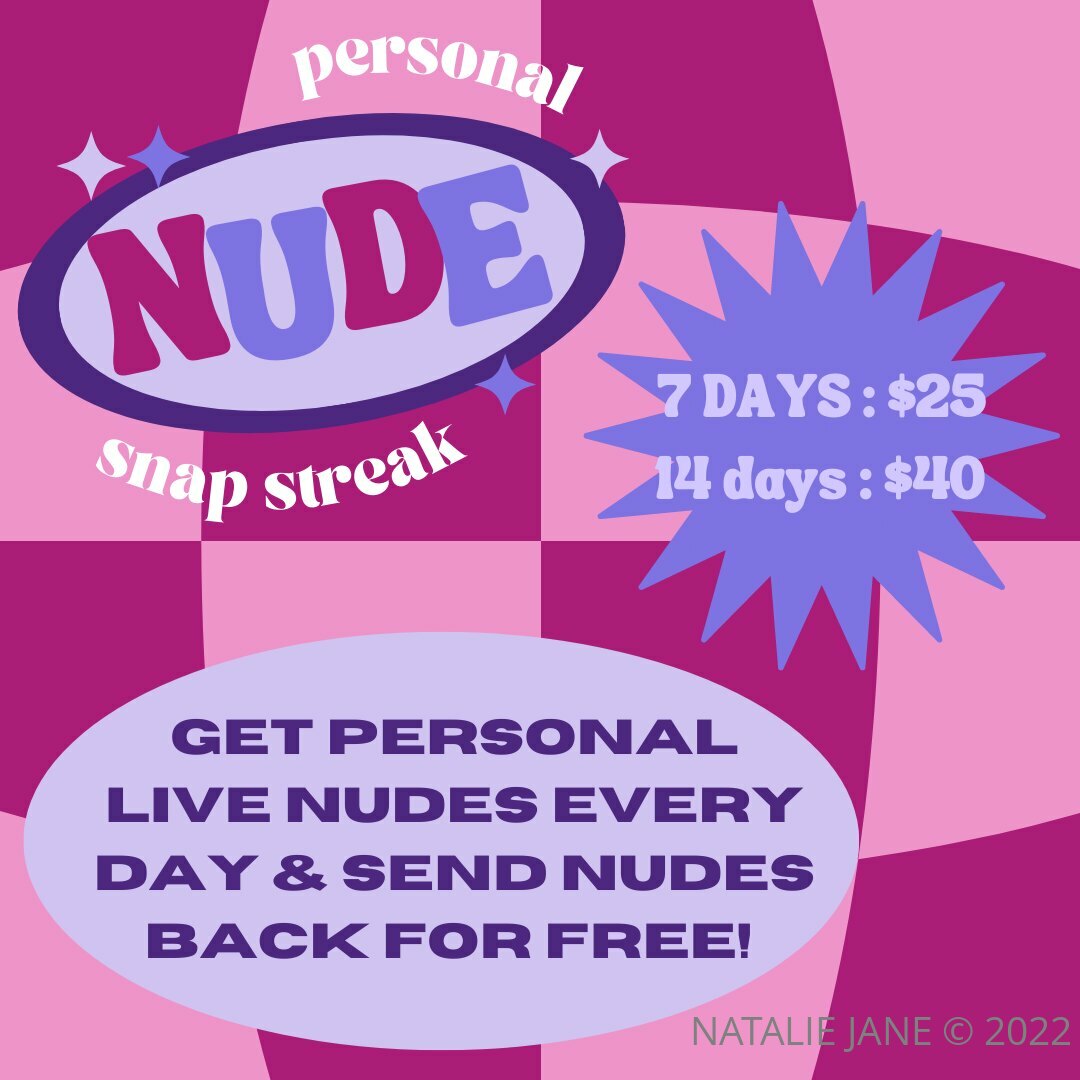 personal
NUDE
snap streak
7 DAYS : $25
14 days : $40
GET PERSONAL
LIVE NUDES EVERY
DAY & SEND NUDES
BACK FOR FREE!
NATALIE JANE © 2022